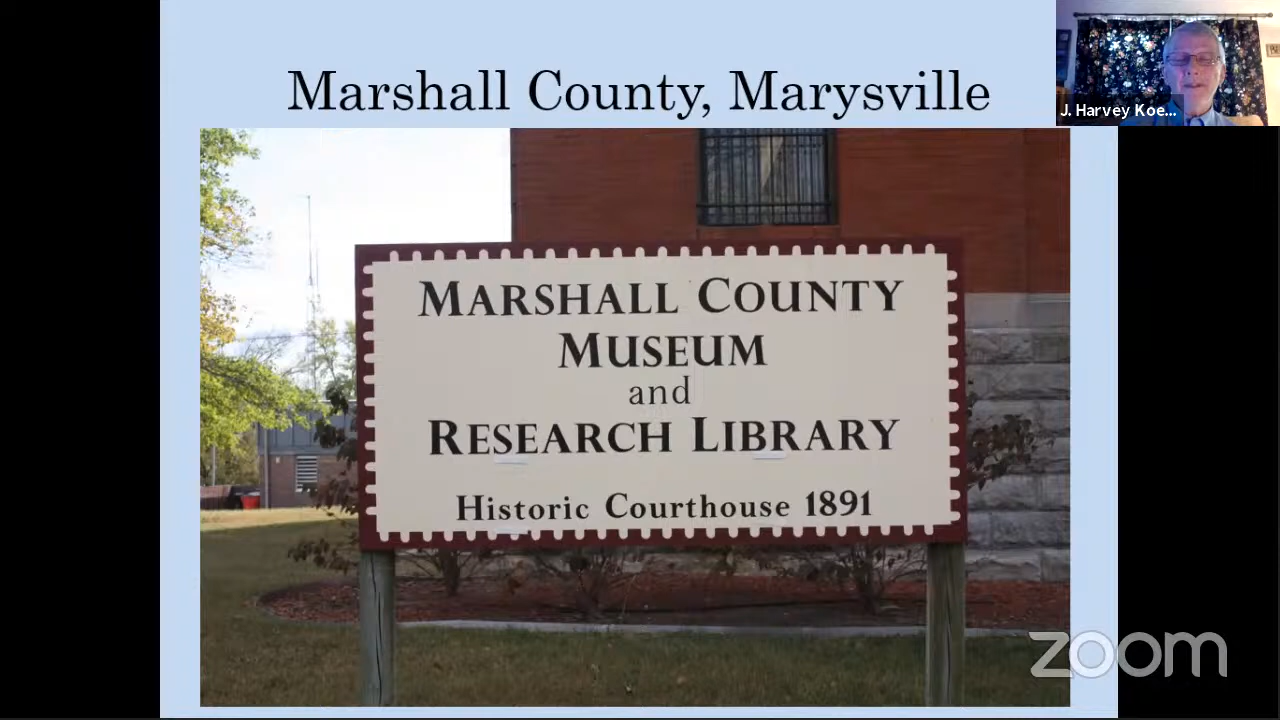 Marshall County, Marysville
J. Harvey Koe...
MARSHALL COUNTY
MUSEUM
and
RESEARCH LIBRARY
Historic Courthouse 1891
zoom